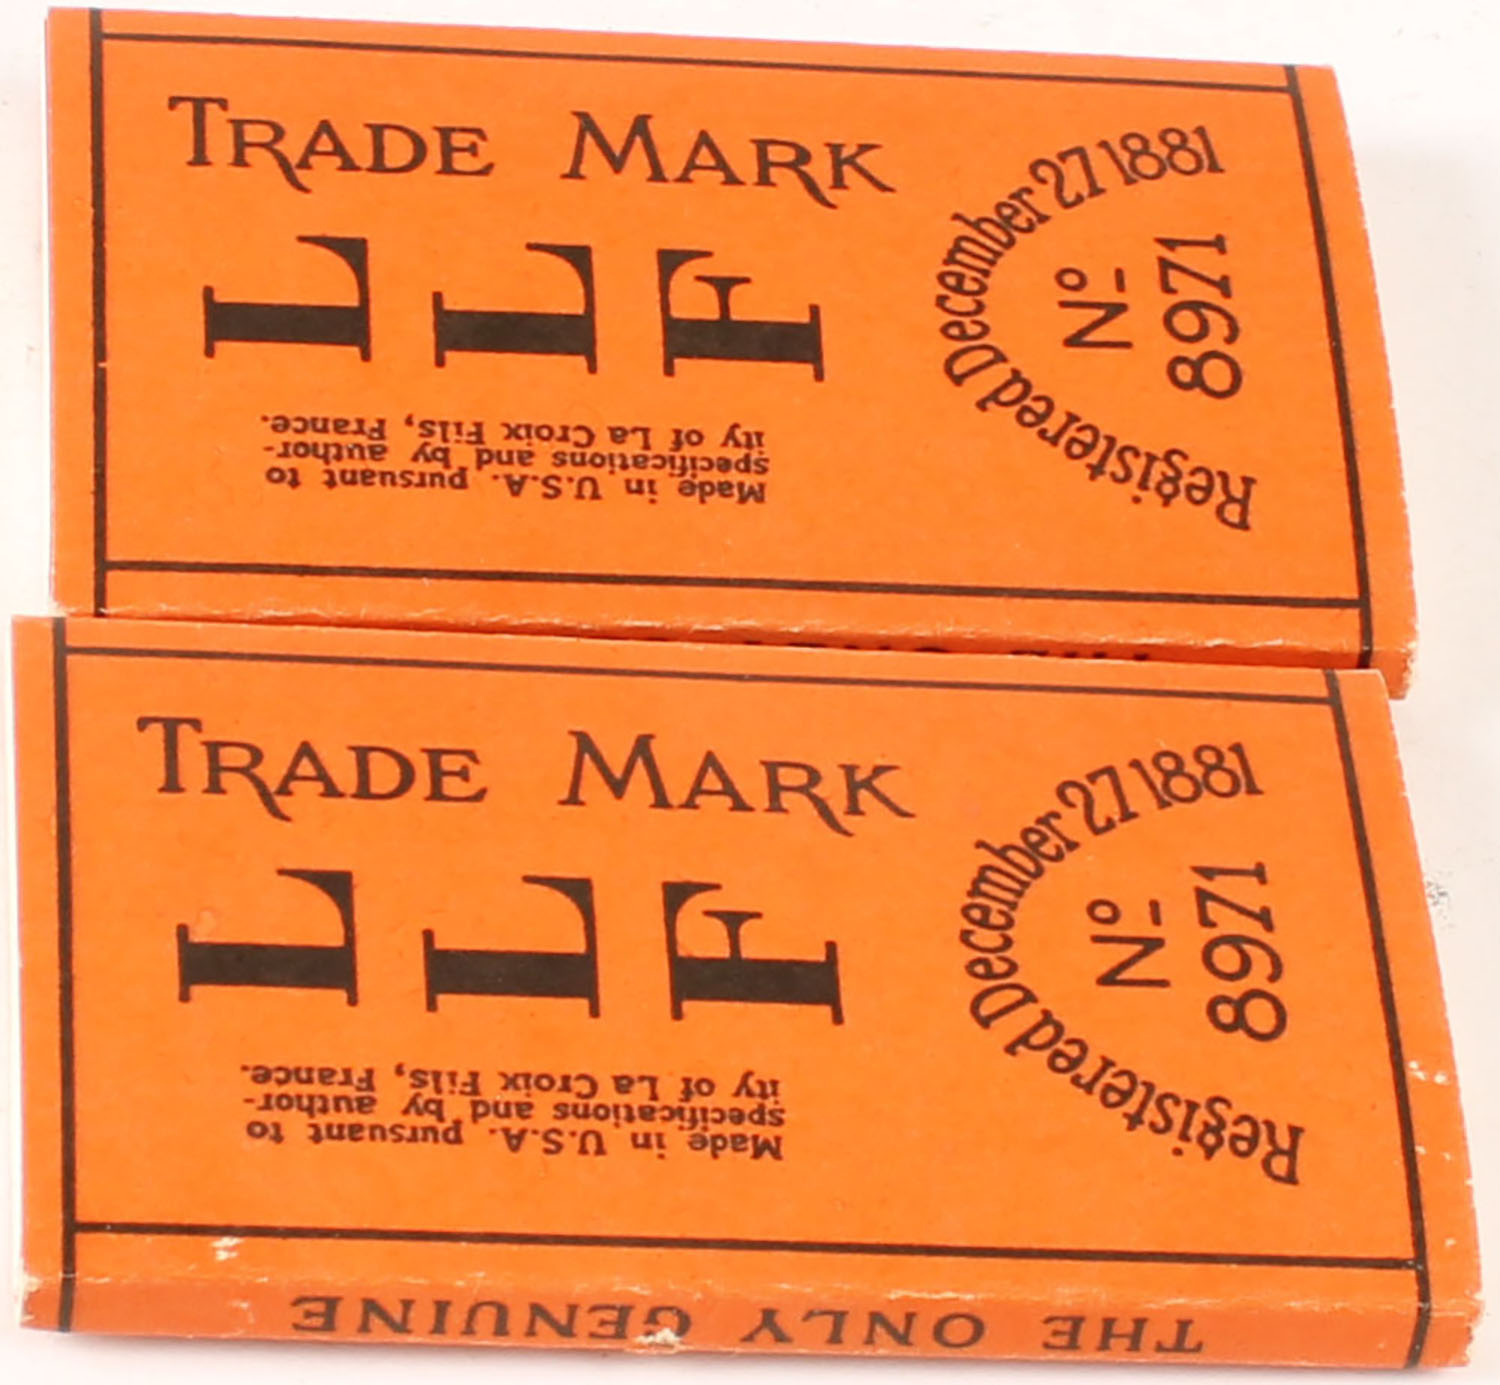 TRADE MARK
L L F
Made in U.S.A. pursuant to
specifications and by author-
ity of La Croix Fils, France.
Registered December 27 1881
Nº
8971
TRADE MARK
L L F
Made in U.S.A. pursuant to
specifications and by author-
ity of La Croix Fils, France.
Registered December 27 1881
Nº
8971
THE ONLY GENUINE